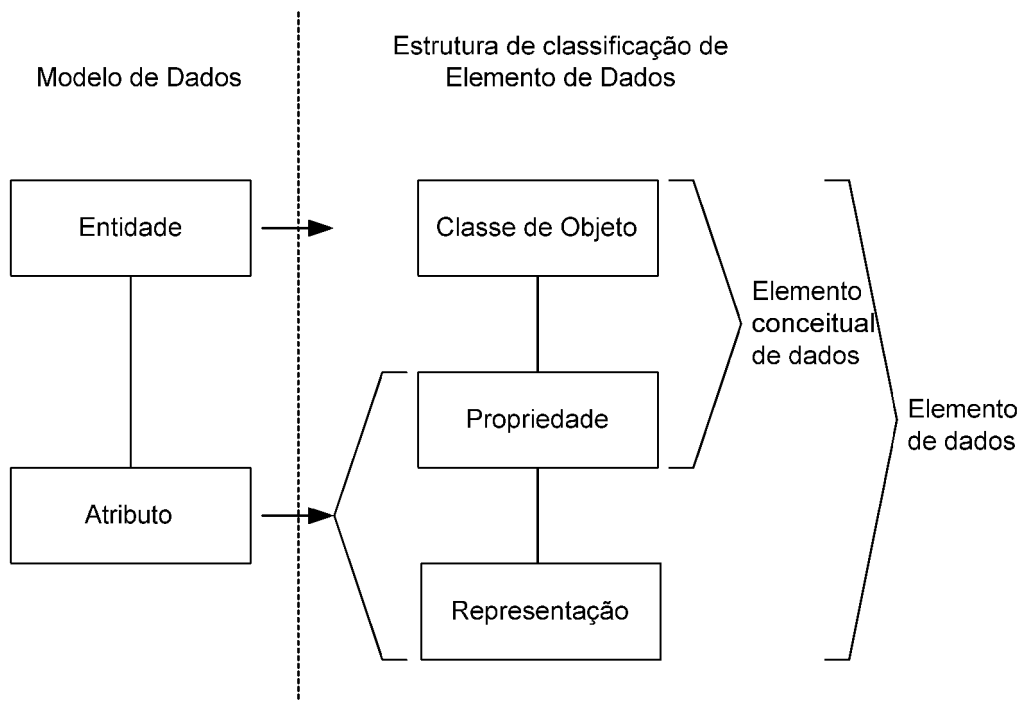 Modelo de Dados
Estrutura de classificação de
Elemento de Dados
Entidade
Classe de Objeto
Elemento
conceitual
de dados
Propriedade
Elemento
de dados
Atributo
Representação